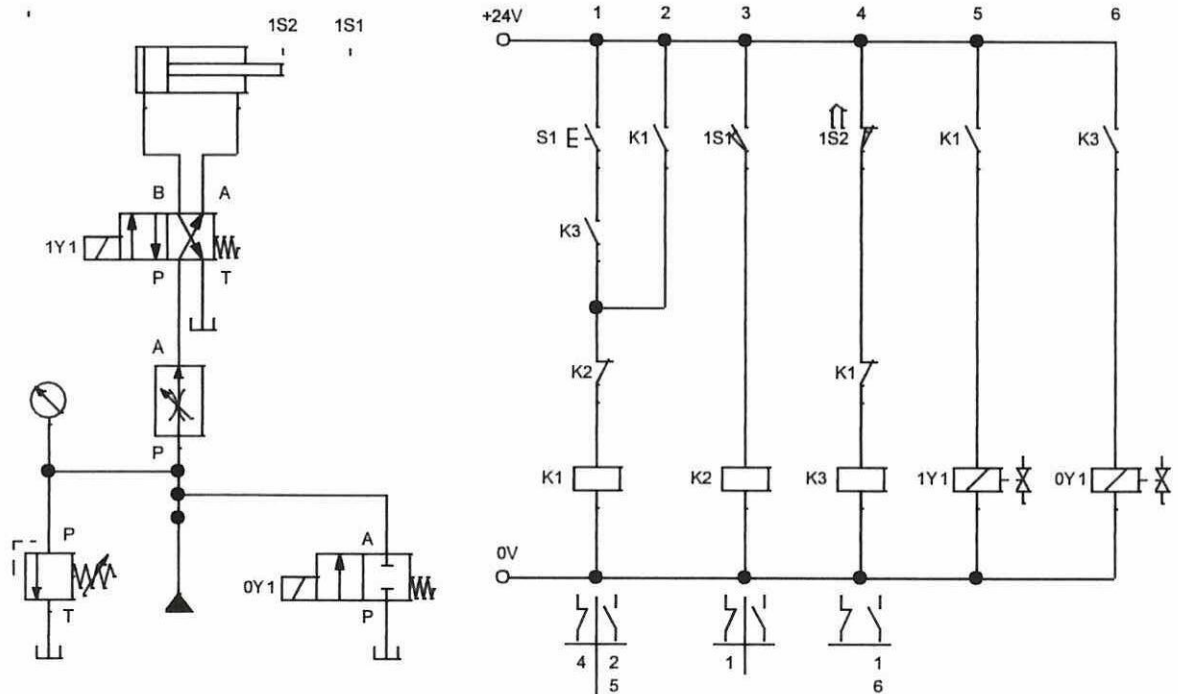 1S2 1S1
B A
1Y1
P T
A
P
P
T
A
0Y1
P
+24V 1 2 3 4 5 6
S1 K1 1S1 1S2 K1 K3
K3
K2 K1
K1 K2 K3 1Y1 0Y1
0V
4 2 1 1
5 6